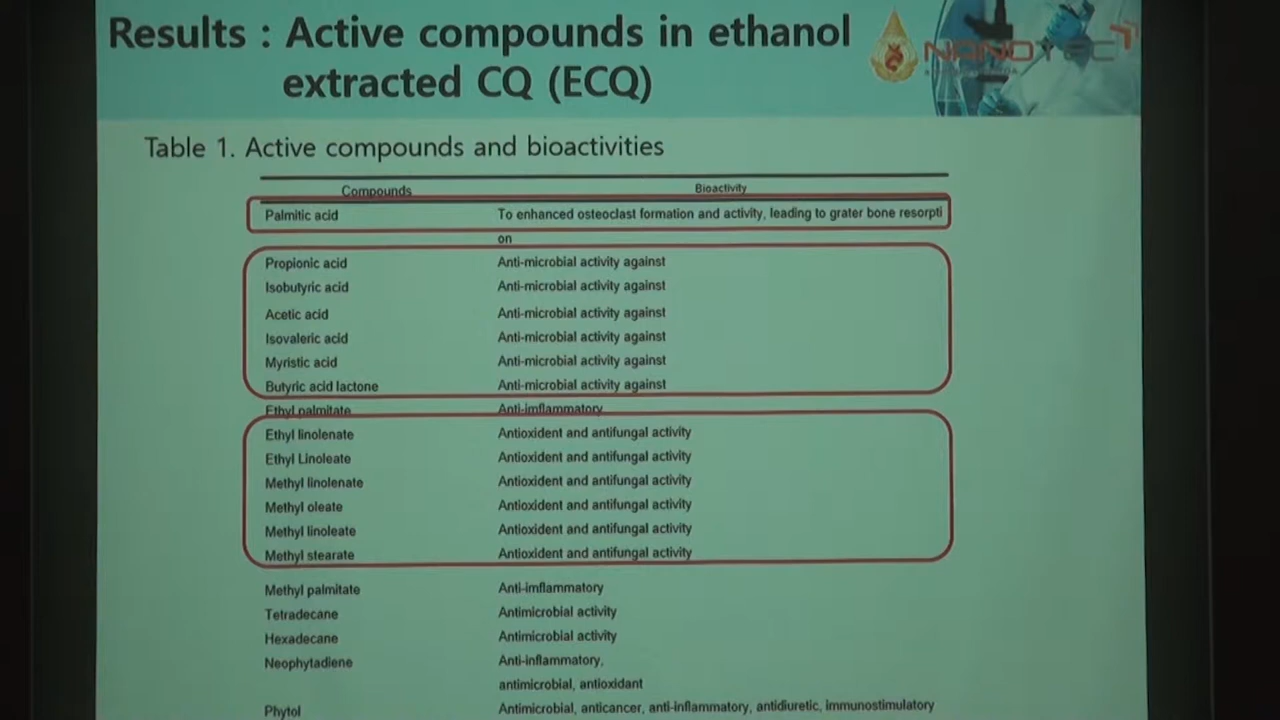 Results : Active compounds in ethanol
extracted CQ (ECQ)
NANOTEC
Table 1. Active compounds and bioactivities
Compounds Bioactivity
Palmitic acid To enhanced osteoclast formation and activity, leading to grater bone resorpti
on
Propionic acid Anti-microbial activity against
Isobutyric acid Anti-microbial activity against
Acetic acid Anti-microbial activity against
Isovaleric acid Anti-microbial activity against
Myristic acid Anti-microbial activity against
Butyric acid lactone Anti-microbial activity against
Ethyl palmitate Anti-imflammatory
Ethyl linolenate Antioxident and antifungal activity
Ethyl Linoleate Antioxident and antifungal activity
Methyl linolenate Antioxident and antifungal activity
Methyl oleate Antioxident and antifungal activity
Methyl linoleate Antioxident and antifungal activity
Methyl stearate Antioxident and antifungal activity
Methyl palmitate Anti-imflammatory
Tetradecane Antimicrobial activity
Hexadecane Antimicrobial activity
Neophytadiene Anti-inflammatory,
antimicrobial, antioxidant
Phytol Antimicrobial, anticancer, anti-inflammatory, antidiuretic, immunostimulatory